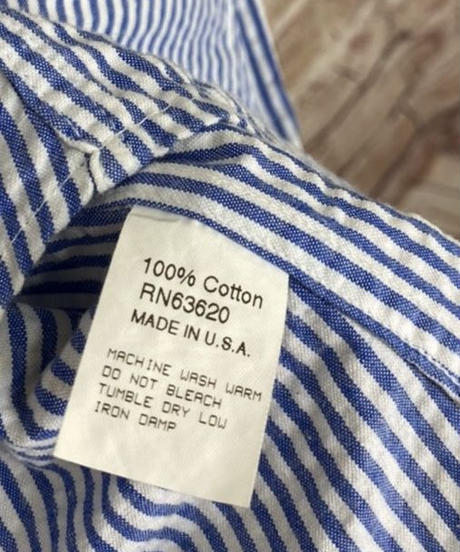 100% Cotton
RN63620
MADE IN U.S.A.
MACHINE WASH WARM
DO NOT BLEACH
TUMBLE DRY LOW
IRON DAMP